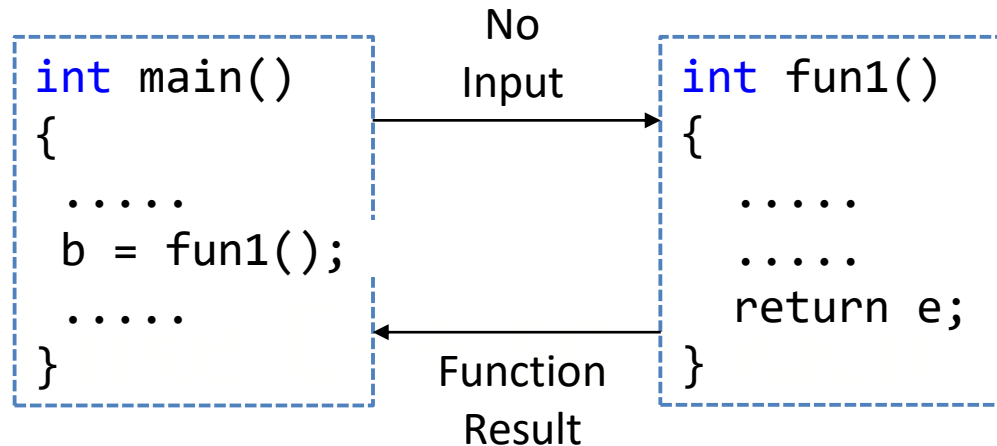 int main()
{
.....
b = fun1();
.....
}
No
Input
Function
Result
int fun1()
{
.....
.....
return e;
}